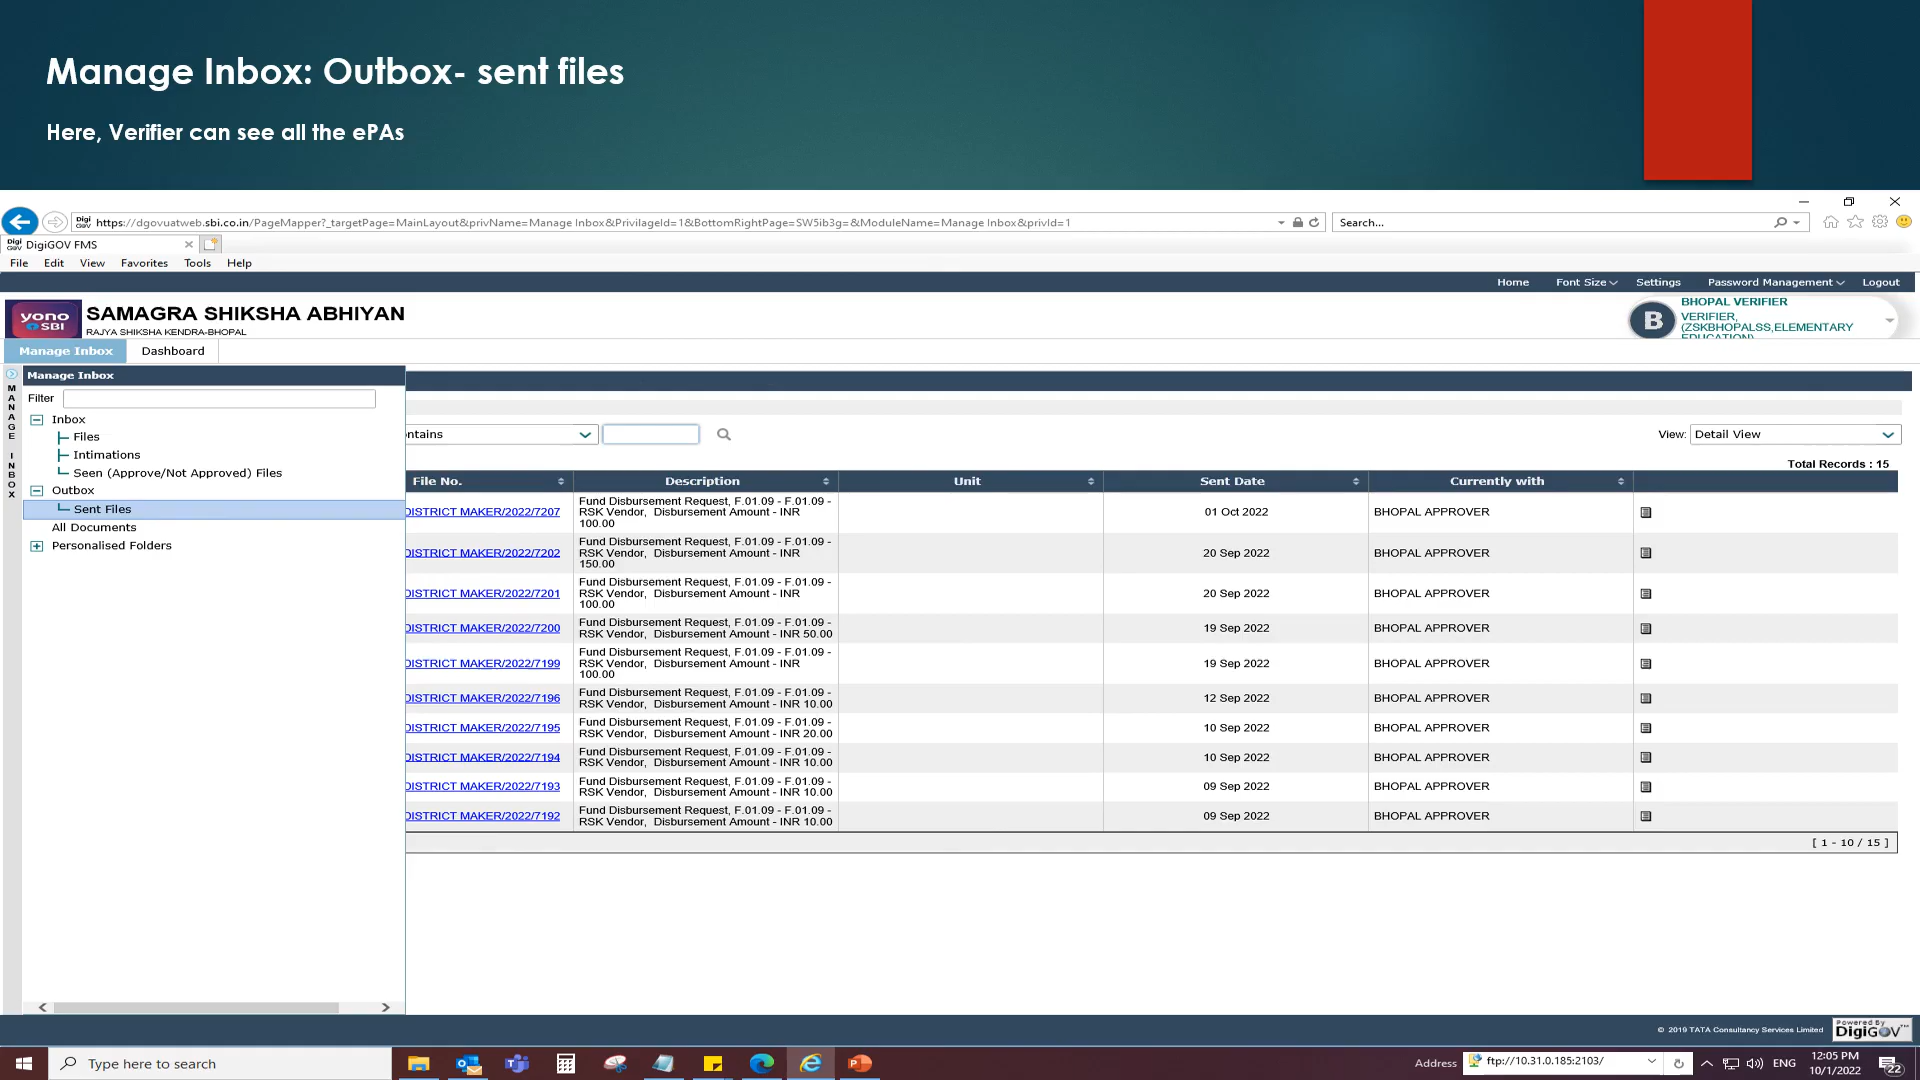 Manage Inbox: Outbox- sent files
Here, Verifier can see all the ePAs
https://dgovuatweb.sbi.co.in/PageMapper?_targetPage=MainLayout&privName=Manage Inbox&PrivilageId=1&BottomRightPage=SW5ib3g=&ModuleName=Manage Inbox&privId=1
Search...
DigiGOV FMS
File Edit View Favorites Tools Help
Home Font Size Settings Password Management Logout
yono
SBI
SAMAGRA SHIKSHA ABHIYAN
RAJYA SHIKSHA KENDRA-BHOPAL
B
BHOPAL VERIFIER
VERIFIER,
(ZSKBHOPALSS,ELEMENTARY
EDUCATION)
Manage Inbox Dashboard
MANAGE INBOX
Manage Inbox
Filter
Inbox
Files
Intimations
Seen (Approve/Not Approved) Files
Outbox
Sent Files
All Documents
Personalised Folders
ntains
View: Detail View
Total Records : 15
File No. Description Unit Sent Date Currently with
DISTRICT MAKER/2022/7207 Fund Disbursement Request, F.01.09 - F.01.09 -
RSK Vendor, Disbursement Amount - INR
100.00 01 Oct 2022 BHOPAL APPROVER
DISTRICT MAKER/2022/7202 Fund Disbursement Request, F.01.09 - F.01.09 -
RSK Vendor, Disbursement Amount - INR
150.00 20 Sep 2022 BHOPAL APPROVER
DISTRICT MAKER/2022/7201 Fund Disbursement Request, F.01.09 - F.01.09 -
RSK Vendor, Disbursement Amount - INR
100.00 20 Sep 2022 BHOPAL APPROVER
DISTRICT MAKER/2022/7200 Fund Disbursement Request, F.01.09 - F.01.09 -
RSK Vendor, Disbursement Amount - INR 50.00 19 Sep 2022 BHOPAL APPROVER
DISTRICT MAKER/2022/7199 Fund Disbursement Request, F.01.09 - F.01.09 -
RSK Vendor, Disbursement Amount - INR
100.00 19 Sep 2022 BHOPAL APPROVER
DISTRICT MAKER/2022/7196 Fund Disbursement Request, F.01.09 - F.01.09 -
RSK Vendor, Disbursement Amount - INR 10.00 12 Sep 2022 BHOPAL APPROVER
DISTRICT MAKER/2022/7195 Fund Disbursement Request, F.01.09 - F.01.09 -
RSK Vendor, Disbursement Amount - INR 20.00 10 Sep 2022 BHOPAL APPROVER
DISTRICT MAKER/2022/7194 Fund Disbursement Request, F.01.09 - F.01.09 -
RSK Vendor, Disbursement Amount - INR 10.00 10 Sep 2022 BHOPAL APPROVER
DISTRICT MAKER/2022/7193 Fund Disbursement Request, F.01.09 - F.01.09 -
RSK Vendor, Disbursement Amount - INR 10.00 09 Sep 2022 BHOPAL APPROVER
DISTRICT MAKER/2022/7192 Fund Disbursement Request, F.01.09 - F.01.09 -
RSK Vendor, Disbursement Amount - INR 10.00 09 Sep 2022 BHOPAL APPROVER
[ 1 - 10 / 15 ]
© 2019 TATA Consultancy Services Limited
Powered By
DigiGOV™
Type here to search
Address ftp://10.31.0.185:2103/
ENG
12:05 PM
10/1/2022
22